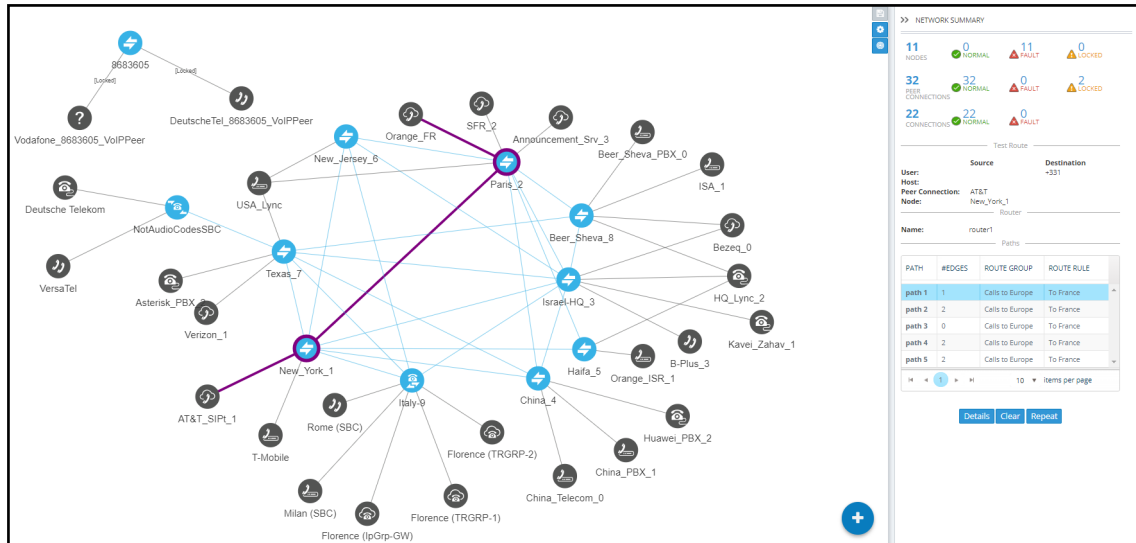 NETWORK SUMMARY
11 NODES 0 NORMAL 11 FAULT 0 LOCKED
32 PEER CONNECTIONS 32 NORMAL 0 FAULT 2 LOCKED
22 CONNECTIONS 22 NORMAL 0 FAULT
Test Route
Source Destination
User: +331
Host:
Peer Connection: AT&T
Node: New_York_1
Router
Name: router1
Paths
PATH #EDGES ROUTE GROUP ROUTE RULE
path 1 1 Calls to Europe To France
path 2 2 Calls to Europe To France
path 3 0 Calls to Europe To France
path 4 2 Calls to Europe To France
path 5 2 Calls to Europe To France
1 10 items per page
Details Clear Repeat
8683605
[Locked]
[Locked]
DeutscheTel_8683605_VoIPPeer
Vodafone_8683605_VoIPPeer
Orange_FR
SFR_2
Announcement_Srv_3
Beer_Sheva_PBX_0
New_Jersey_6
Paris_2
ISA_1
USA_Lync
Deutsche Telekom
NotAudioCodesSBC
Beer_Sheva_8
Bezeq_0
VersaTel
Texas_7
Asterisk_PBX_3
Israel-HQ_3
HQ_Lync_2
Verizon_1
Kavei_Zahav_1
New_York_1
Haifa_5
B-Plus_3
Orange_ISR_1
AT&T_SIPt_1
Italy-9
China_4
Rome (SBC)
Huawei_PBX_2
T-Mobile
Florence (TRGRP-2)
China_PBX_1
China_Telecom_0
Milan (SBC)
Florence (TRGRP-1)
Florence (IpGrp-GW)